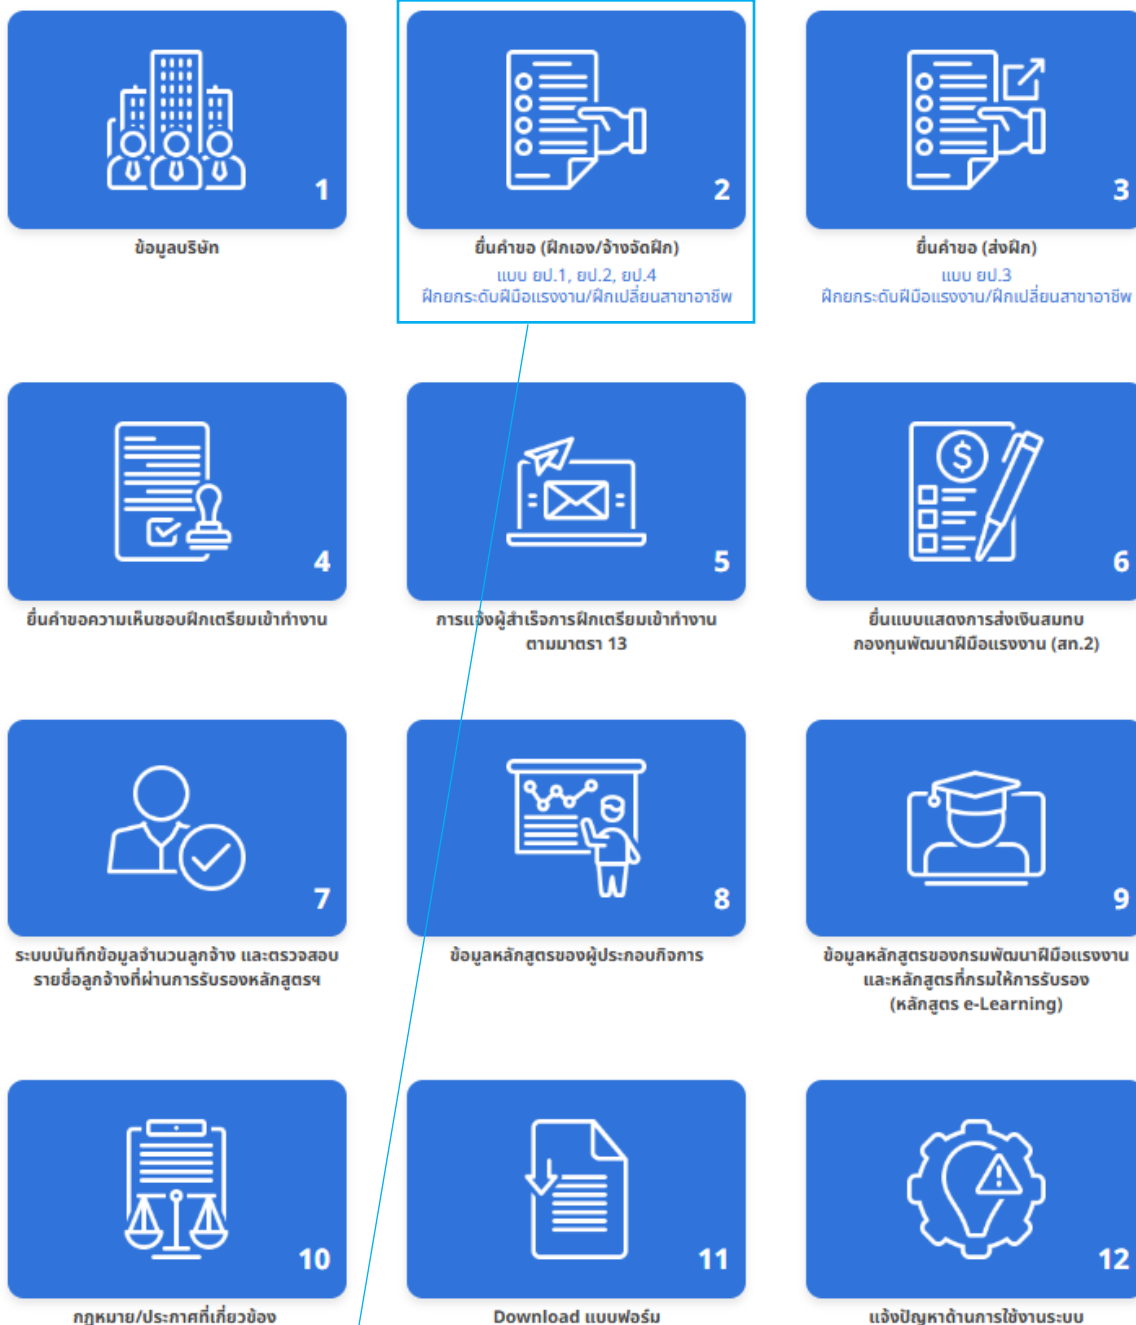 1
ข้อมูลบริษัท
2
ยื่นคำขอ (ฝึกเอง/จ้างจัดฝึก)
แบบ ยป.1, ยป.2, ยป.4
ฝึกยกระดับฝีมือแรงงาน/ฝึกเปลี่ยนสาขาอาชีพ
3
ยื่นคำขอ (ส่งฝึก)
แบบ ยป.3
ฝึกยกระดับฝีมือแรงงาน/ฝึกเปลี่ยนสาขาอาชีพ
4
ยื่นคำขอความเห็นชอบฝึกเตรียมเข้าทำงาน
5
การแจ้งผู้สำเร็จการฝึกเตรียมเข้าทำงาน
ตามมาตรา 13
$
6
ยื่นแบบแสดงการส่งเงินสมทบ
กองทุนพัฒนาฝีมือแรงงาน (สท.2)
7
ระบบบันทึกข้อมูลจำนวนลูกจ้าง และตรวจสอบ
รายชื่อลูกจ้างที่ผ่านการรับรองหลักสูตรฯ
8
ข้อมูลหลักสูตรของผู้ประกอบกิจการ
9
ข้อมูลหลักสูตรของกรมพัฒนาฝีมือแรงงาน
และหลักสูตรที่กรมให้การรับรอง
(หลักสูตร e-Learning)
10
กฎหมาย/ประกาศที่เกี่ยวข้อง
11
Download แบบฟอร์ม
12
แจ้งปัญหาด้านการใช้งานระบบ